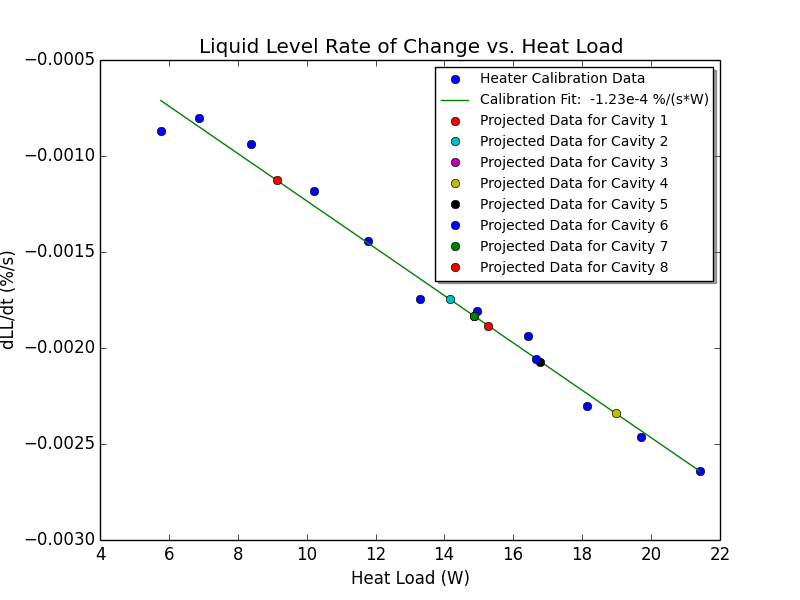 Liquid Level Rate of Change vs. Heat Load
−0.0005
−0.0010
−0.0015
−0.0020
−0.0025
−0.0030
dLL/dt (%/s)
Heater Calibration Data
Calibration Fit:  -1.23e-4 %/(s*W)
Projected Data for Cavity 1
Projected Data for Cavity 2
Projected Data for Cavity 3
Projected Data for Cavity 4
Projected Data for Cavity 5
Projected Data for Cavity 6
Projected Data for Cavity 7
Projected Data for Cavity 8
4 6 8 10 12 14 16 18 20 22
Heat Load (W)